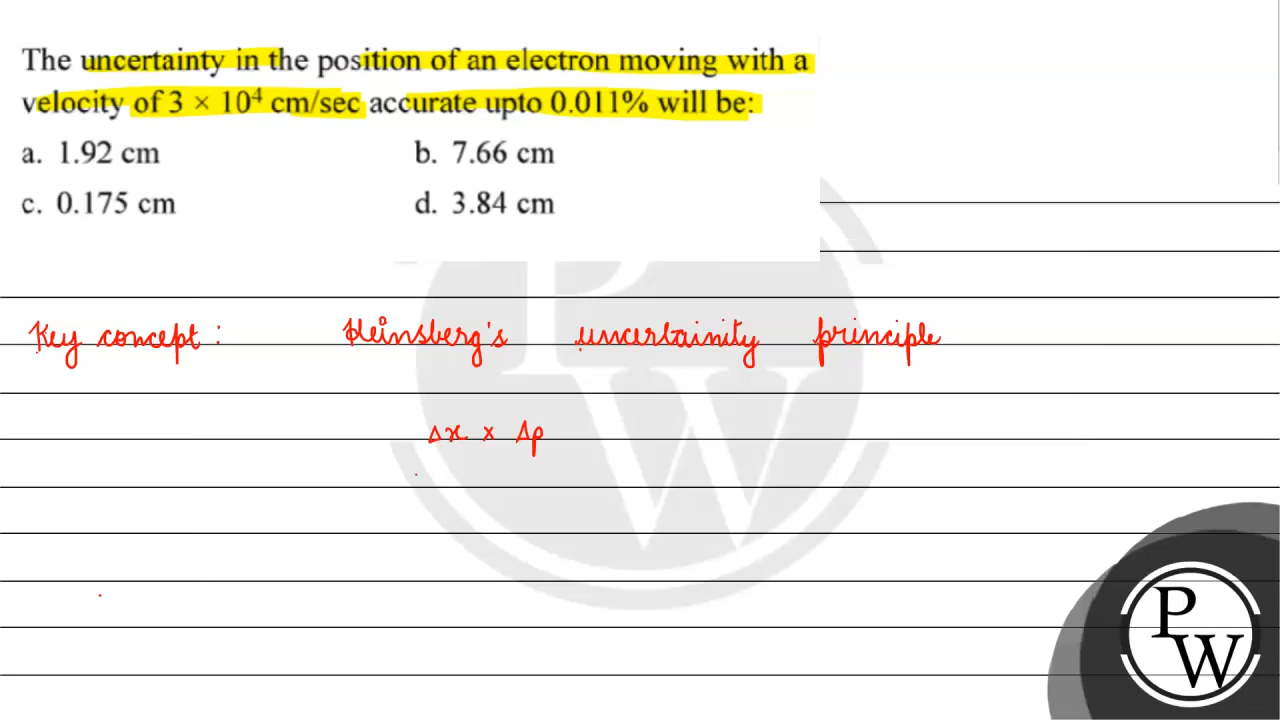 The uncertainty in the position of an electron moving with a
velocity of 3 × 10⁴ cm/sec accurate upto 0.011% will be:
a. 1.92 cm b. 7.66 cm
c. 0.175 cm d. 3.84 cm
Key concept : Heinsberg's uncertainity principle
Δx × Δp
PW
PW